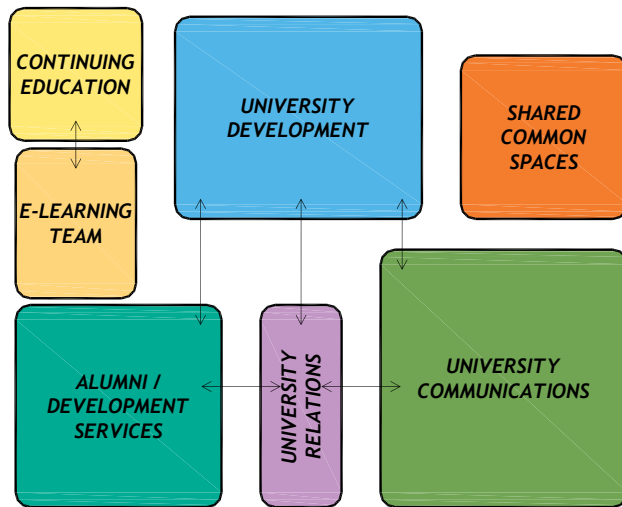 CONTINUING
EDUCATION
UNIVERSITY
DEVELOPMENT
SHARED
COMMON
SPACES
E-LEARNING
TEAM
ALUMNI /
DEVELOPMENT
SERVICES
UNIVERSITY
RELATIONS
UNIVERSITY
COMMUNICATIONS